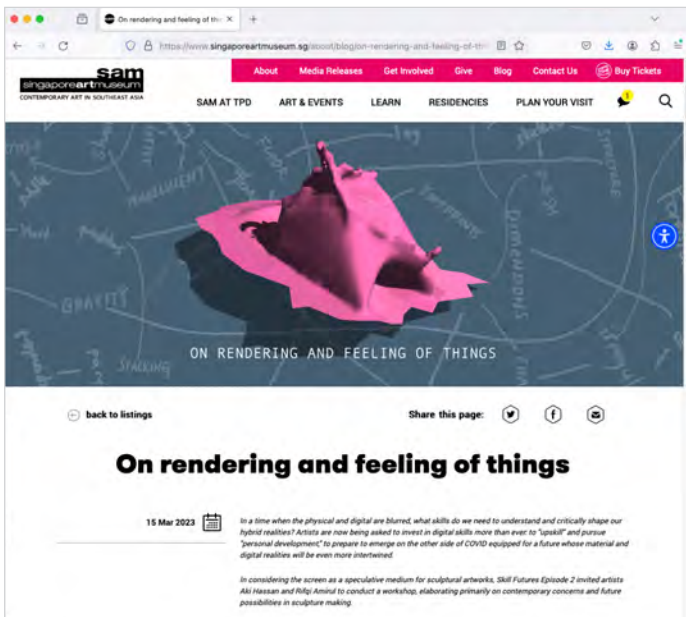 On rendering and feeling of thi
https://www.singaporeartmuseum.sg/about/blog/on-rendering-and-feeling-of-th
sam
singaporeartmuseum
CONTEMPORARY ART IN SOUTHEAST ASIA
About Media Releases Get Involved Give Blog Contact Us Buy Tickets
SAM AT TPD ART & EVENTS LEARN RESIDENCIES PLAN YOUR VISIT 1
MONUMENT
FLOOR
DIMENSIONS
GRAVITY
STACKING
ON RENDERING AND FEELING OF THINGS
back to listings
Share this page:
On rendering and feeling of things
15 Mar 2023
In a time when the physical and digital are blurred, what skills do we need to understand and critically shape our
hybrid realities? Artists are now being asked to invest in digital skills more than ever: to "upskill" and pursue
"personal development," to prepare to emerge on the other side of COVID equipped for a future whose material and
digital realities will be even more intertwined.
In considering the screen as a speculative medium for sculptural artworks, Skill Futures Episode 2 invited artists
Aki Hassan and Rifqi Amirul to conduct a workshop, elaborating primarily on contemporary concerns and future
possibilities in sculpture making.